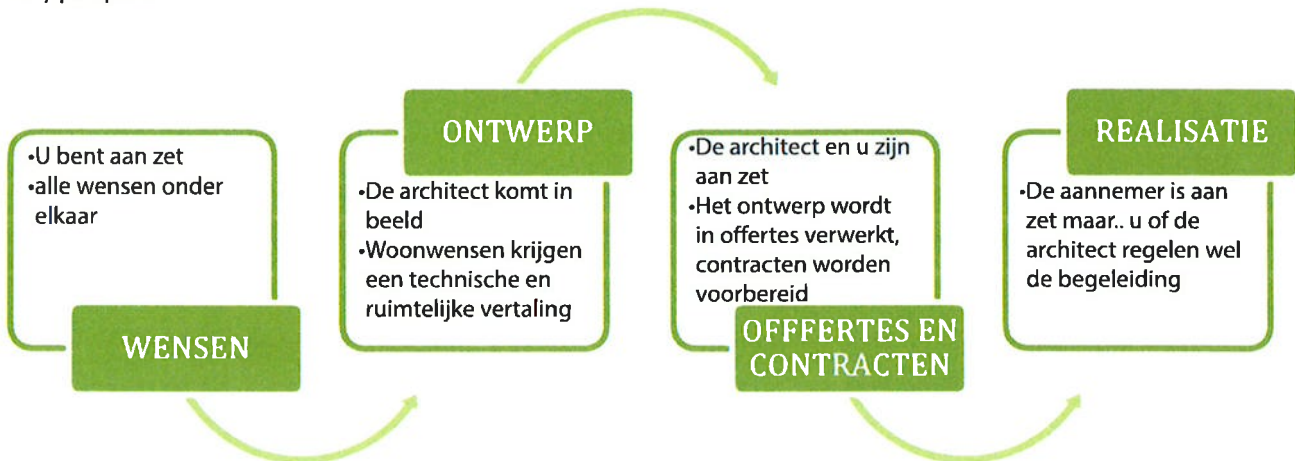 •U bent aan zet
•alle wensen onder
elkaar
WENSEN
ONTWERP
•De architect komt in
beeld
•Woonwensen krijgen
een technische en
ruimtelijke vertaling
•De architect en u zijn
aan zet
•Het ontwerp wordt
in offertes verwerkt,
contracten worden
voorbereid
OFFFERTES EN
CONTRACTEN
REALISATIE
•De aannemer is aan
zet maar.. u of de
architect regelen wel
de begeleiding